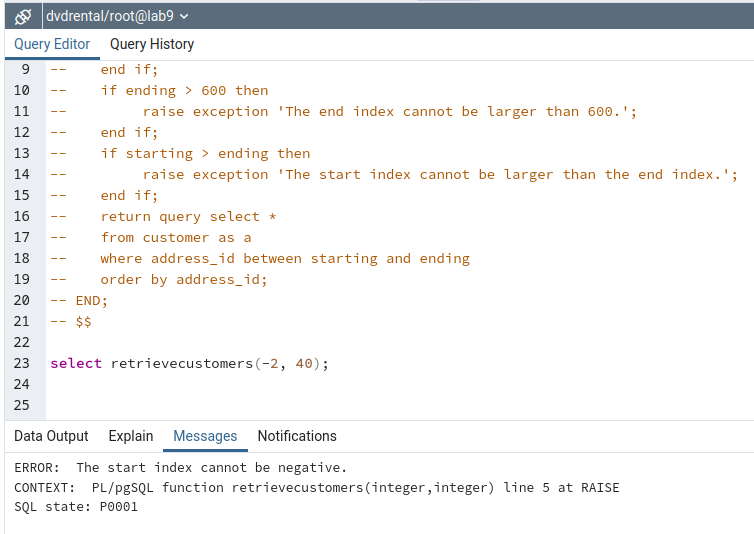 dvdrental/root@lab9
Query Editor Query History
9 -- end if;
10 -- if ending > 600 then
11 -- raise exception 'The end index cannot be larger than 600.';
12 -- end if;
13 -- if starting > ending then
14 -- raise exception 'The start index cannot be larger than the end index.';
15 -- end if;
16 -- return query select *
17 -- from customer as a
18 -- where address_id between starting and ending
19 -- order by address_id;
20 -- END;
21 -- $$
22
23 select retrievecustomers(-2, 40);
24
25
Data Output Explain Messages Notifications
ERROR: The start index cannot be negative.
CONTEXT: PL/pgSQL function retrievecustomers(integer,integer) line 5 at RAISE
SQL state: P0001